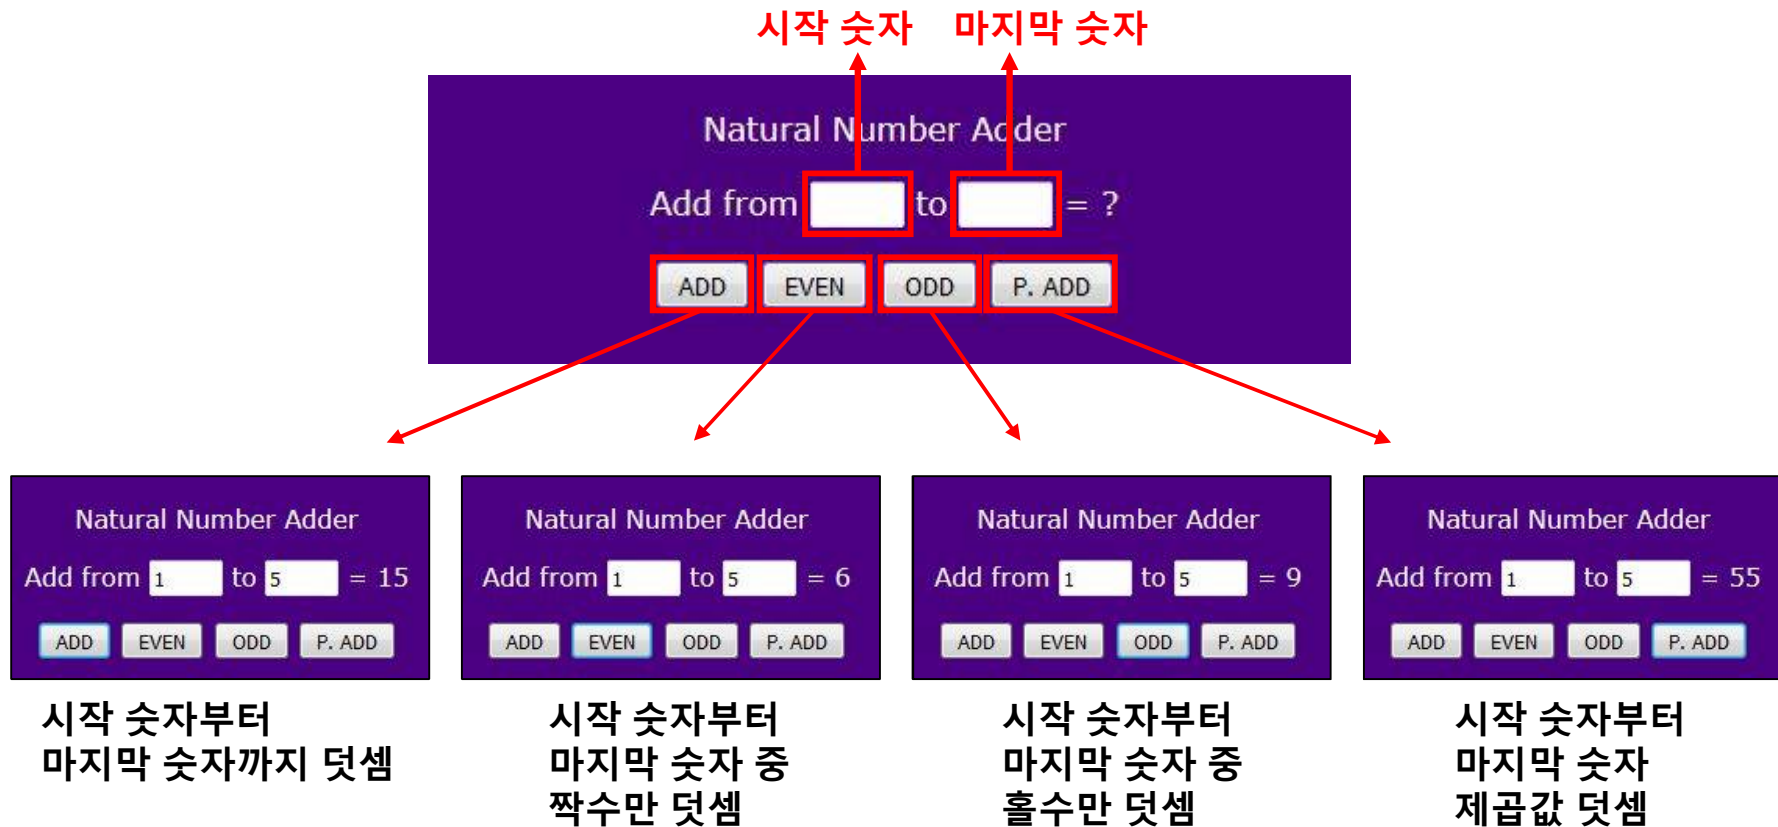 시작 숫자 마지막 숫자
Natural Number Adder
Add from to = ?
ADD EVEN ODD P. ADD
Natural Number Adder
Add from 1 to 5 = 15
ADD EVEN ODD P. ADD
시작 숫자부터
마지막 숫자까지 덧셈
Natural Number Adder
Add from 1 to 5 = 6
ADD EVEN ODD P. ADD
시작 숫자부터
마지막 숫자 중
짝수만 덧셈
Natural Number Adder
Add from 1 to 5 = 9
ADD EVEN ODD P. ADD
시작 숫자부터
마지막 숫자 중
홀수만 덧셈
Natural Number Adder
Add from 1 to 5 = 55
ADD EVEN ODD P. ADD
시작 숫자부터
마지막 숫자
제곱값 덧셈